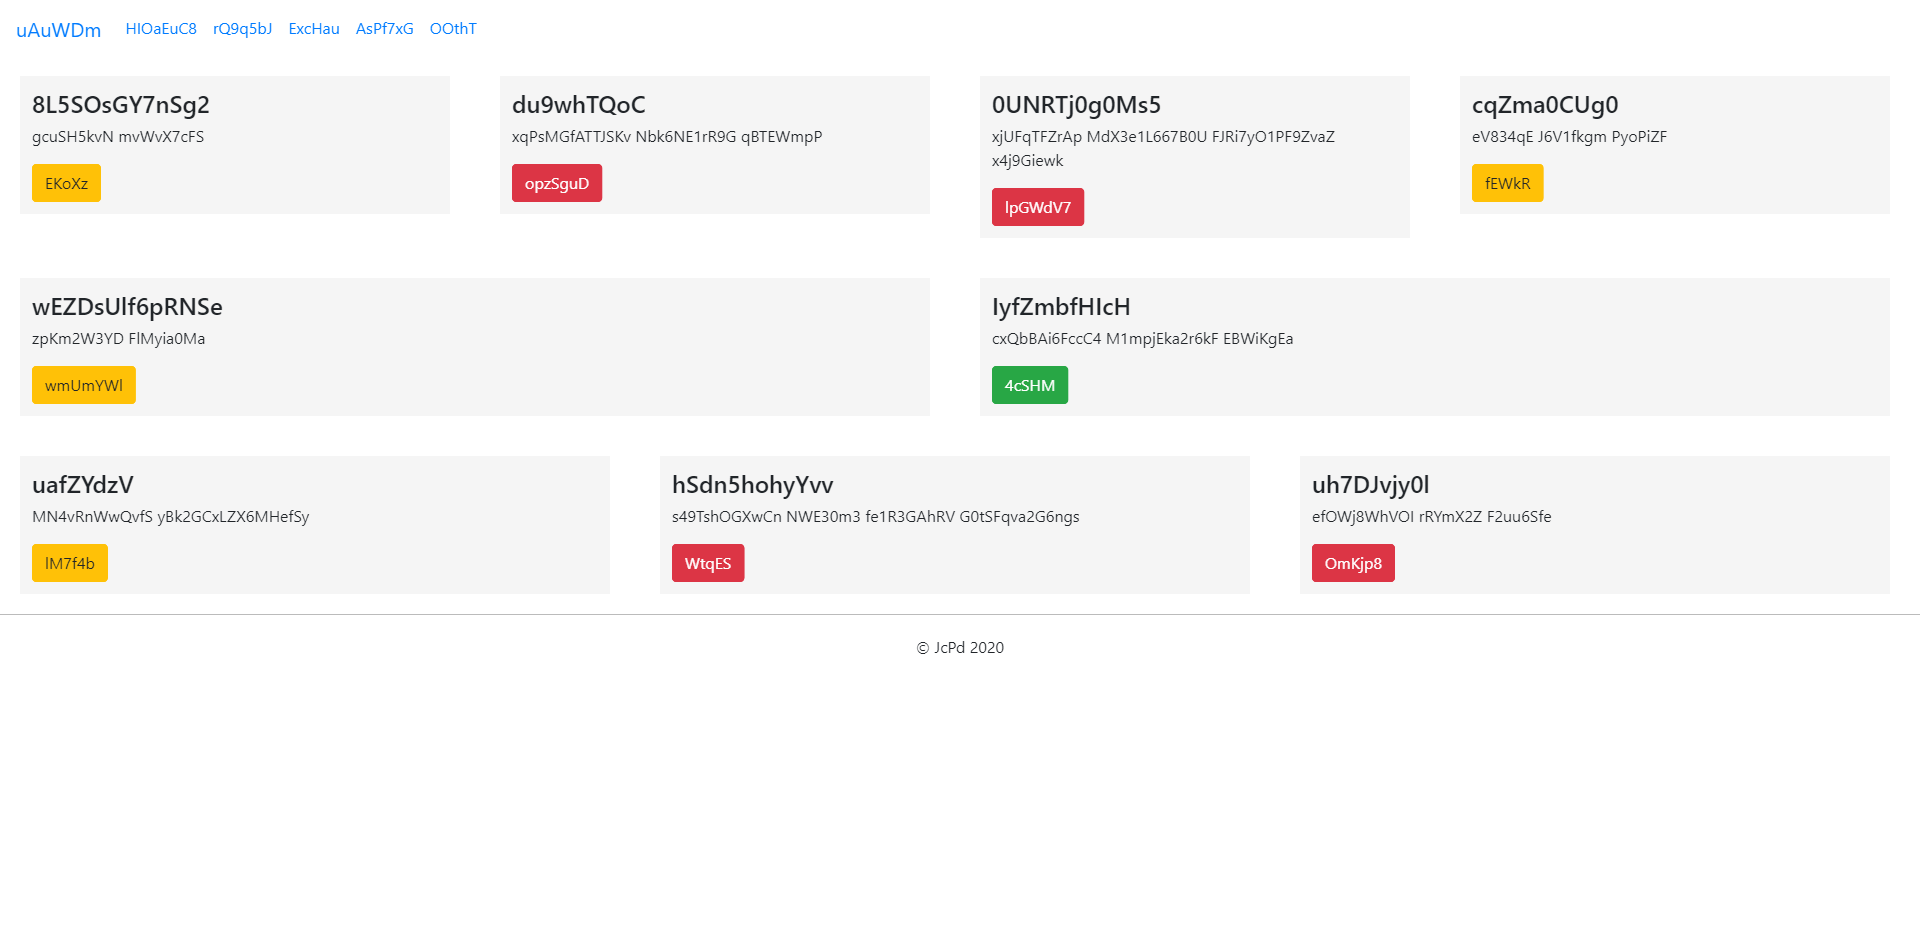 uAuWDm HIOaEuC8 rQ9q5bJ ExcHau AsPf7xG OOthT
8L5SOsGY7nSg2
gcuSH5kvN mvWvX7cFS
EKoXz
du9whTQoC
xqPsMGfATTJSKv Nbk6NE1rR9G qBTEWmpP
opzSguD
0UNRTj0g0Ms5
xjUFqTFZrAp MdX3e1L667B0U FJRi7yO1PF9ZvaZ
x4j9Giewk
lpGWdV7
cqZma0CUg0
eV834qE J6V1fkgm PyoPiZF
fEWkR
wEZDsUlf6pRNSe
zpKm2W3YD FlMyia0Ma
wmUmYWl
IyfZmbfHIcH
cxQbBAi6FccC4 M1mpjEka2r6kF EBWiKgEa
4cSHM
uafZYdzV
MN4vRnWwQvfS yBk2GCxLZX6MHefSy
lM7f4b
hSdn5hohyYvv
s49TshOGXwCn NWE30m3 fe1R3GAhRV G0tSFqva2G6ngs
WtqES
uh7DJvjy0l
efOWj8WhVOI rRYmX2Z F2uu6Sfe
OmKjp8
© JcPd 2020